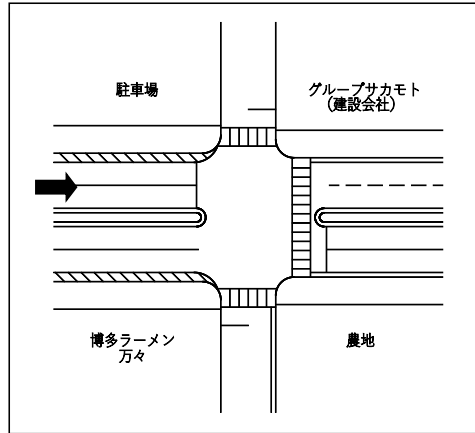 駐車場
グループサカモト
（建設会社）
博多ラーメン
万々
農地